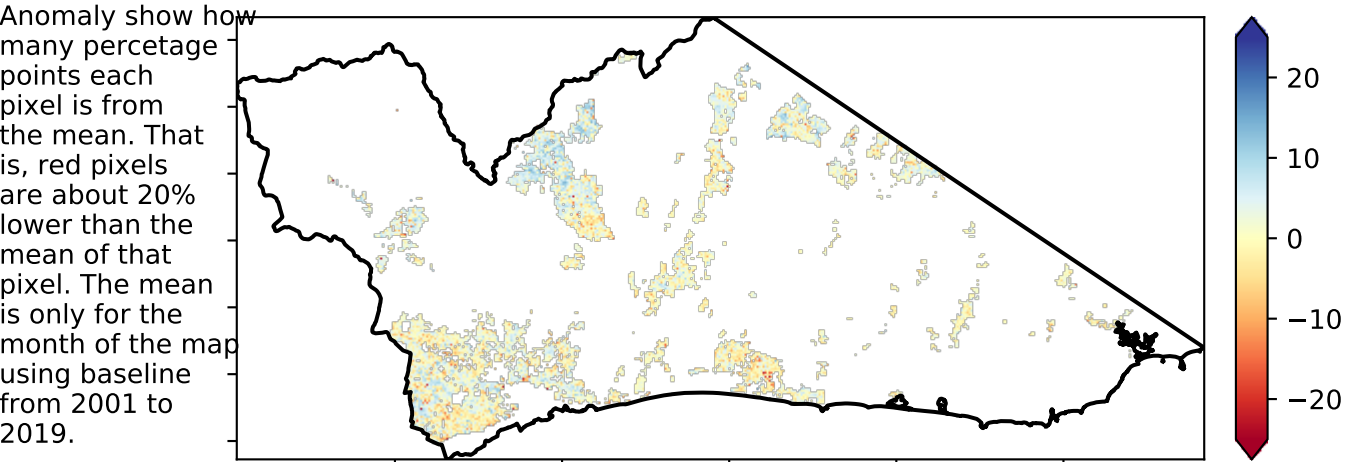 Anomaly show how
many percetage
points each
pixel is from
the mean. That
is, red pixels
are about 20%
lower than the
mean of that
pixel. The mean
is only for the
month of the map
using baseline
from 2001 to
2019.
20
10
0
−10
−20